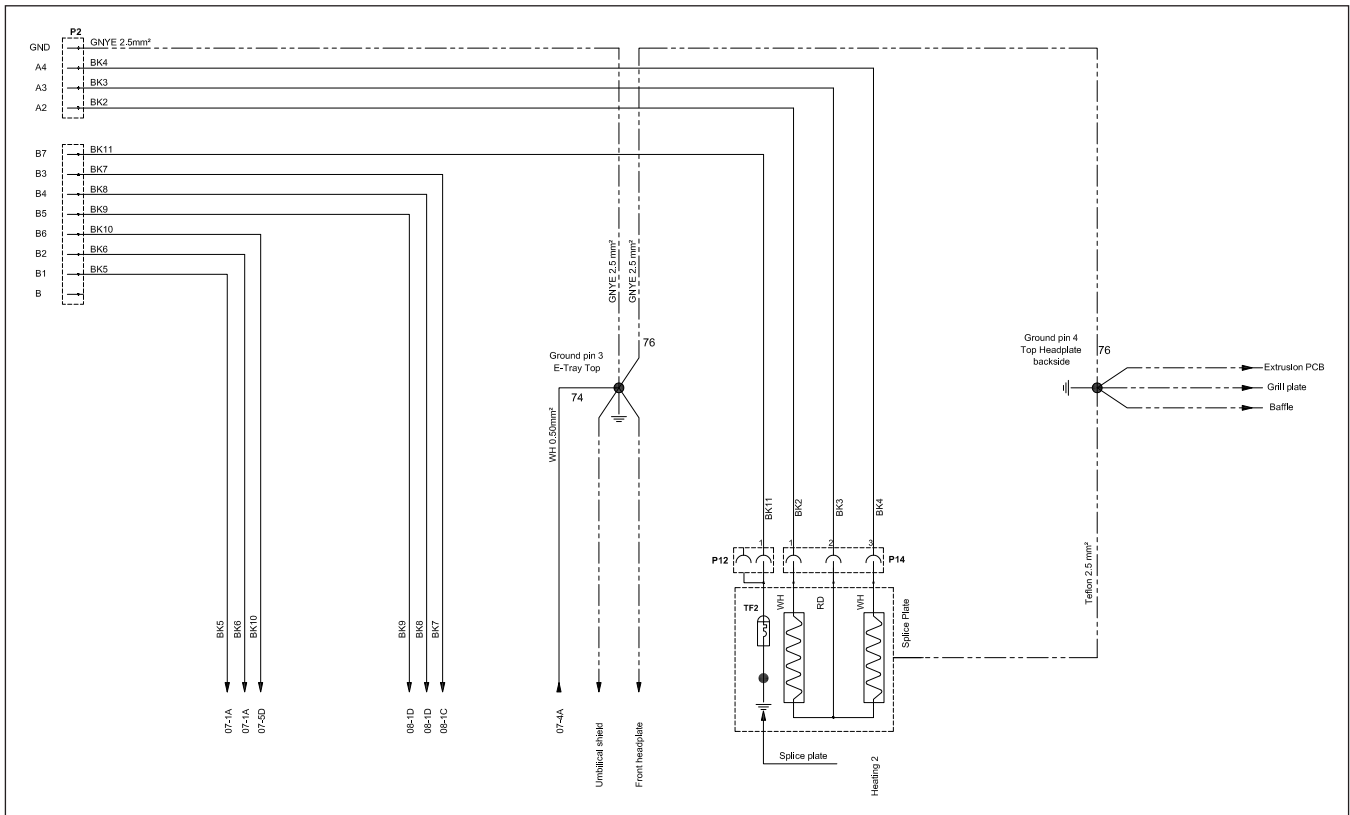 P2
GND
GNYE 2.5mm²
A4
BK4
A3
BK3
A2
BK2
B7
BK11
B3
BK7
B4
BK8
B5
BK9
B6
BK10
B2
BK6
B1
BK5
B
GNYE 2.5 mm²
GNYE 2.5 mm²
Ground pin 3
E-Tray Top
76
74
WH 0.50mm²
Ground pin 4
Top Headplate
backside
76
Extrusion PCB
Grill plate
Baffle
BK11
BK2
BK3
BK4
P12
1
1
2
3
P14
TF2
WH
RD
WH
Splice Plate
Teflon 2.5 mm²
BK5
BK6
BK10
BK9
BK8
BK7
07-1A
07-1A
07-5D
08-1D
08-1D
08-1C
07-4A
Umbilical shield
Front headplate
Splice plate
Heating 2